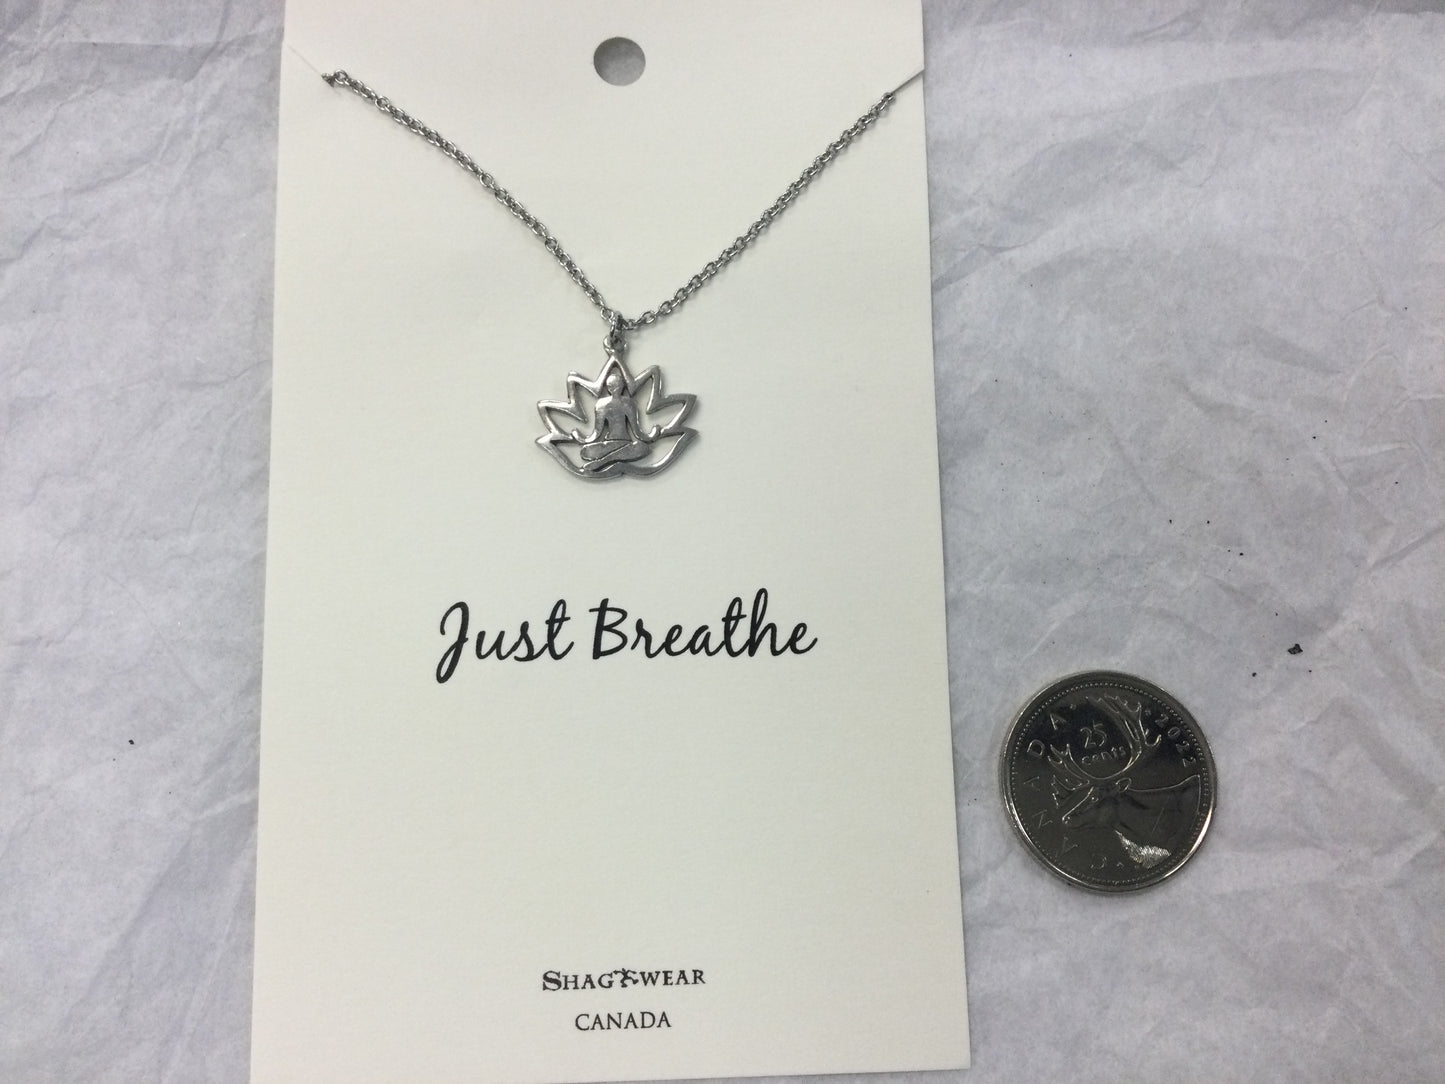 Just Breathe
SHAGWEAR
CANADA
CANADA 2022
25
cents